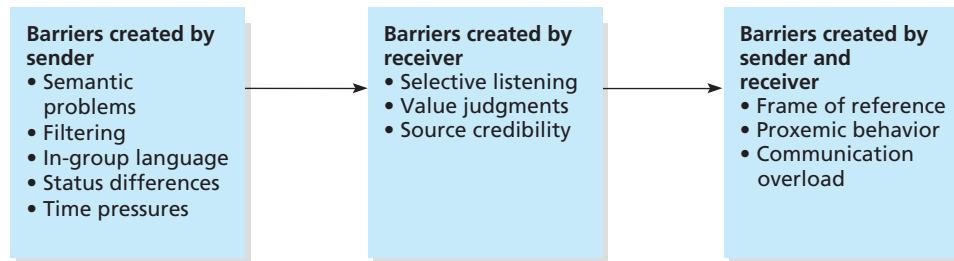 Barriers created by
sender
• Semantic
problems
• Filtering
• In-group language
• Status differences
• Time pressures
Barriers created by
receiver
• Selective listening
• Value judgments
• Source credibility
Barriers created by
sender and
receiver
• Frame of reference
• Proxemic behavior
• Communication
overload